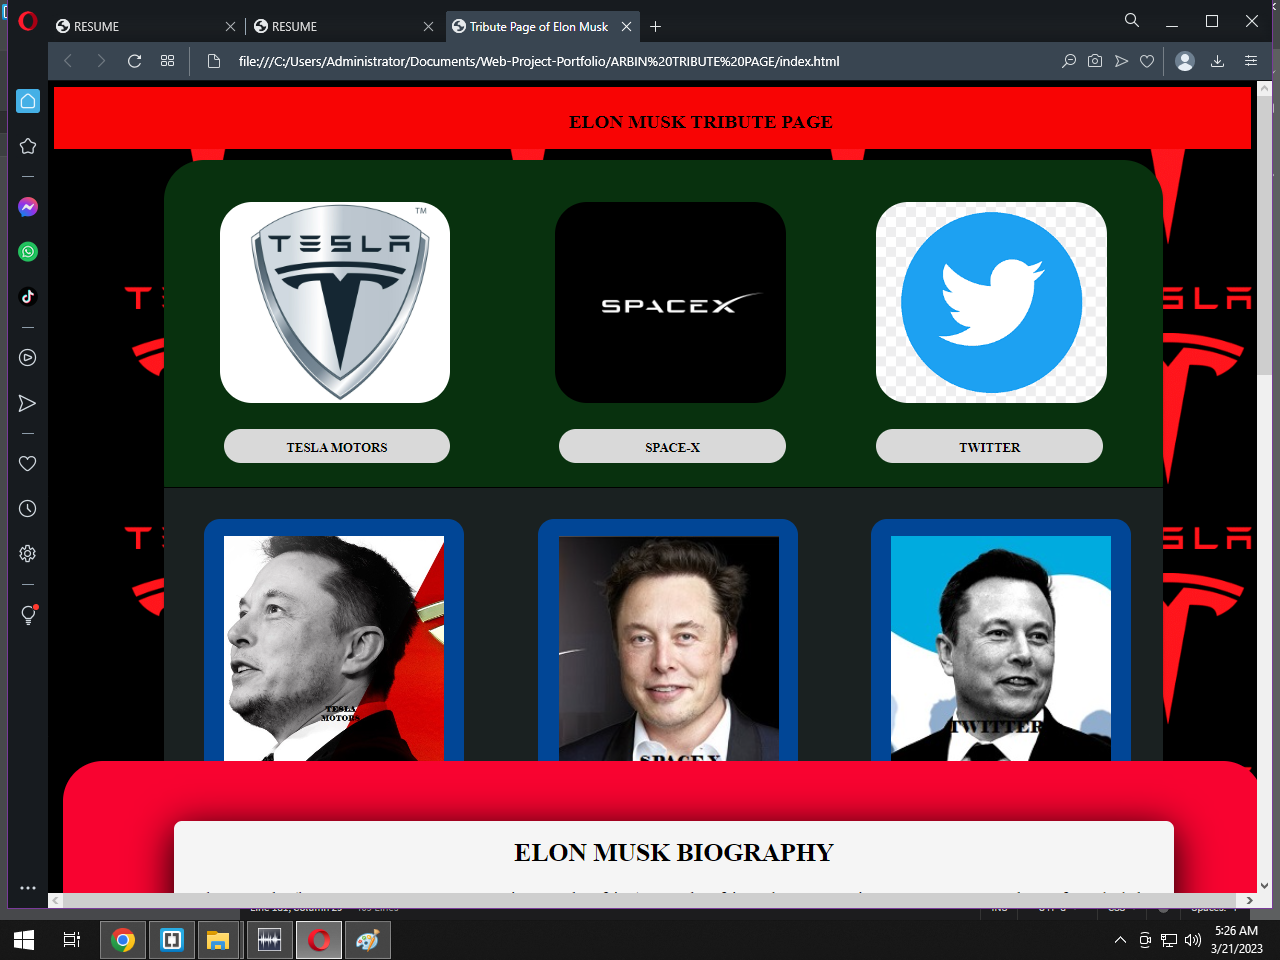 RESUME
RESUME
Tribute Page of Elon Musk
file:///C:/Users/Administrator/Documents/Web-Project-Portfolio/ARBIN%20TRIBUTE%20PAGE/index.html
ELON MUSK TRIBUTE PAGE
TESLA
TM
SPACEX
TESLA MOTORS
SPACE-X
TWITTER
TESLA
MOTORS
SPACE-X
TWITTER
ELON MUSK BIOGRAPHY
5:26 AM
3/21/2023